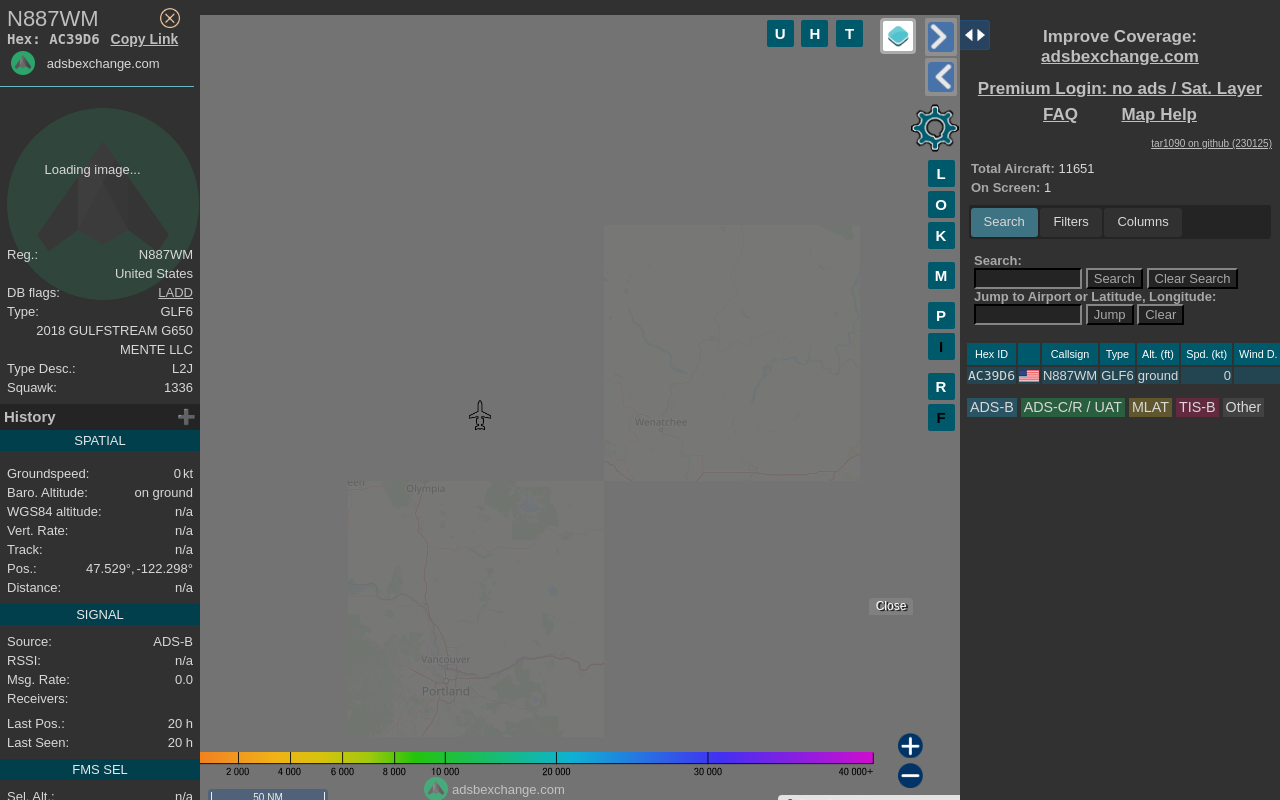 N887WM
Hex: AC39D6 Copy Link
adsbexchange.com
Loading image...
Reg.: N887WM
United States
DB flags: LADD
Type: GLF6
2018 GULFSTREAM G650
MENTE LLC
Type Desc.: L2J
Squawk: 1336
History
SPATIAL
Groundspeed: 0 kt
Baro. Altitude: on ground
WGS84 altitude: n/a
Vert. Rate: n/a
Track: n/a
Pos.: 47.529°, -122.298°
Distance: n/a
SIGNAL
Source: ADS-B
RSSI: n/a
Msg. Rate: 0.0
Receivers:
Last Pos.: 20 h
Last Seen: 20 h
FMS SEL
Sel. Alt.: n/a
U H T
L
O
K
M
P
I
R
F
Wenatchee
Olympia
Vancouver
Portland
Close
2 000 4 000 6 000 8 000 10 000 20 000 30 000 40 000+
adsbexchange.com
50 NM
Improve Coverage:
adsbexchange.com
Premium Login: no ads / Sat. Layer
FAQ Map Help
tar1090 on github (230125)
Total Aircraft: 11651
On Screen: 1
Search Filters Columns
Search:
Search Clear Search
Jump to Airport or Latitude, Longitude:
Jump Clear
Hex ID Callsign Type Alt. (ft) Spd. (kt) Wind D.
AC39D6 N887WM GLF6 ground 0
ADS-B ADS-C/R / UAT MLAT TIS-B Other